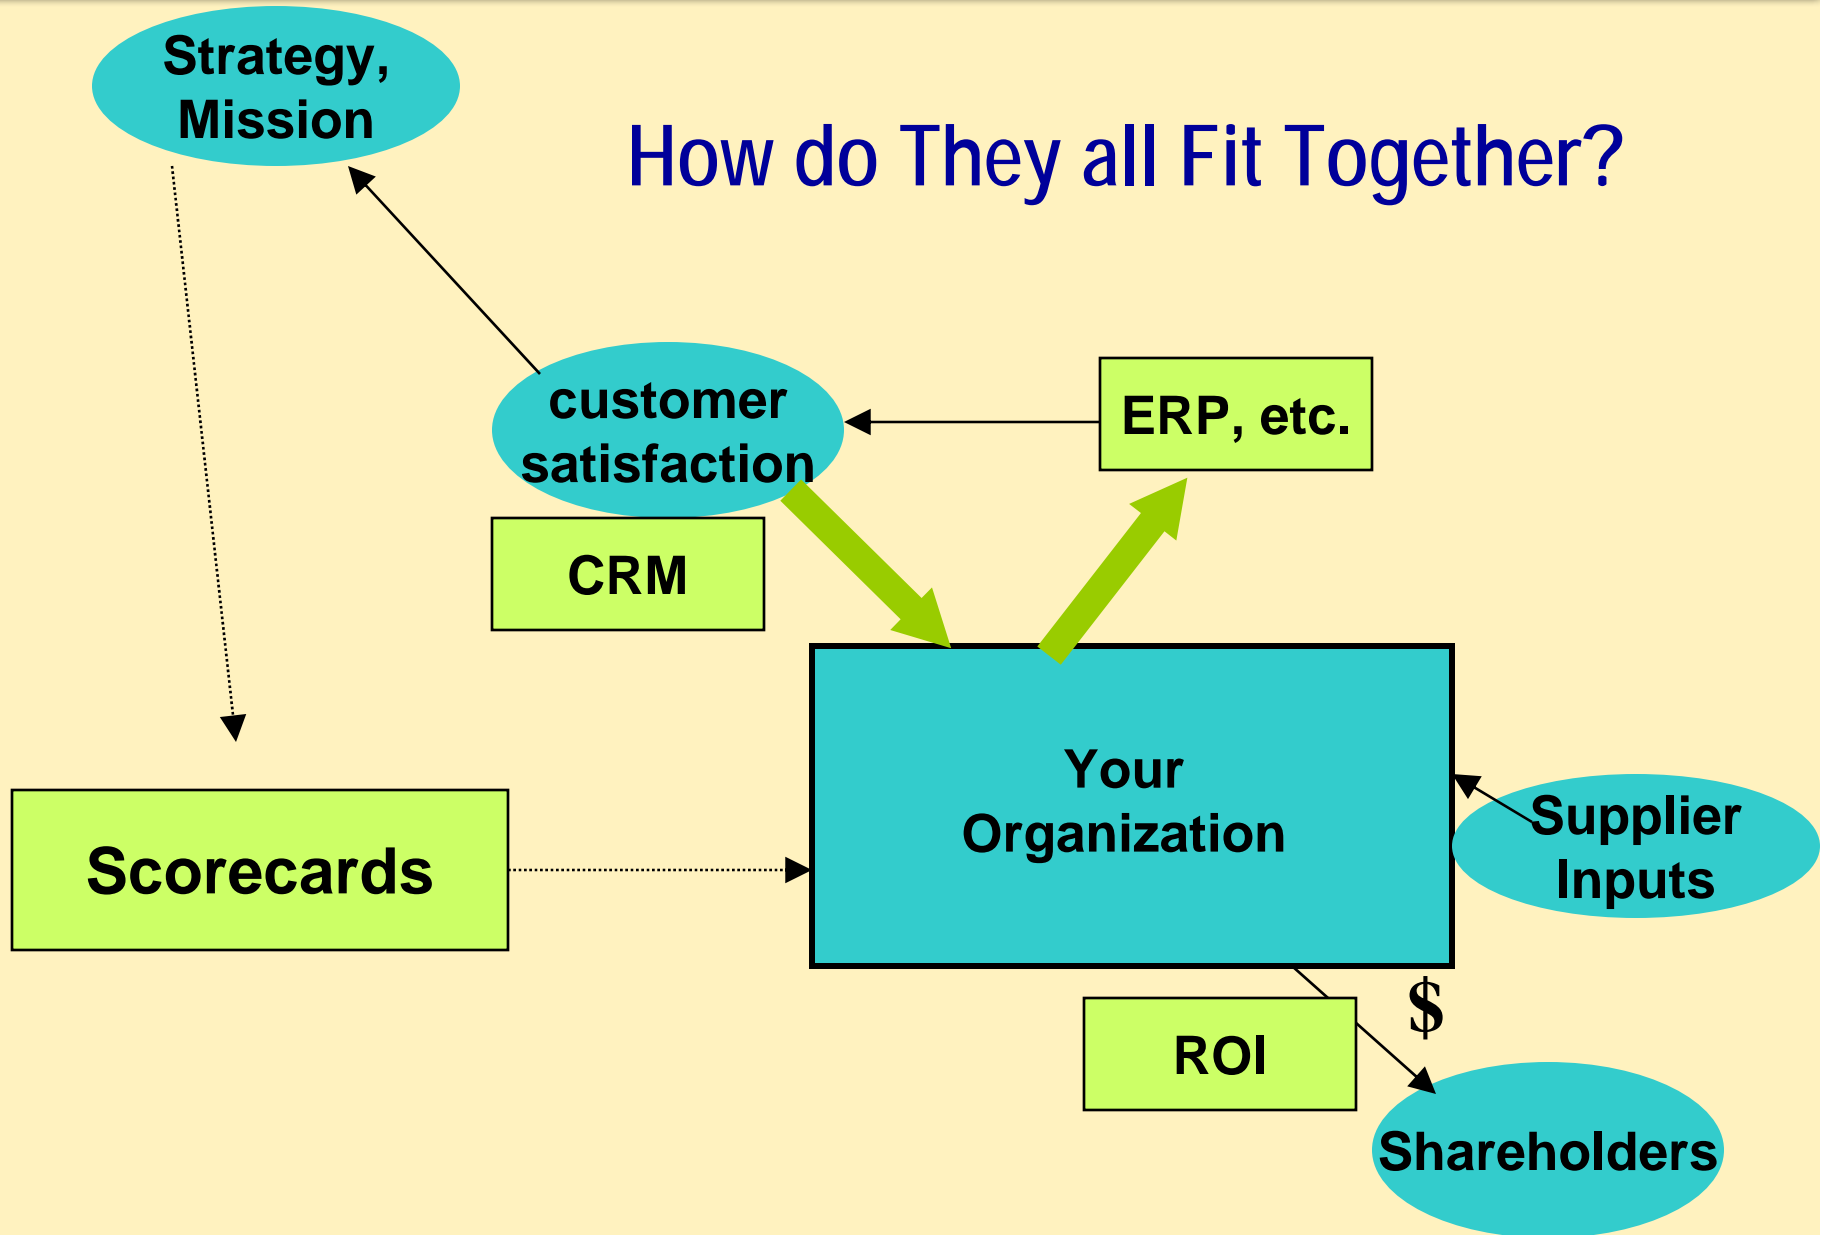 Strategy,
Mission
How do They all Fit Together?
customer
satisfaction
ERP, etc.
CRM
Your
Organization
Supplier
Inputs
Scorecards
$
ROI
Shareholders